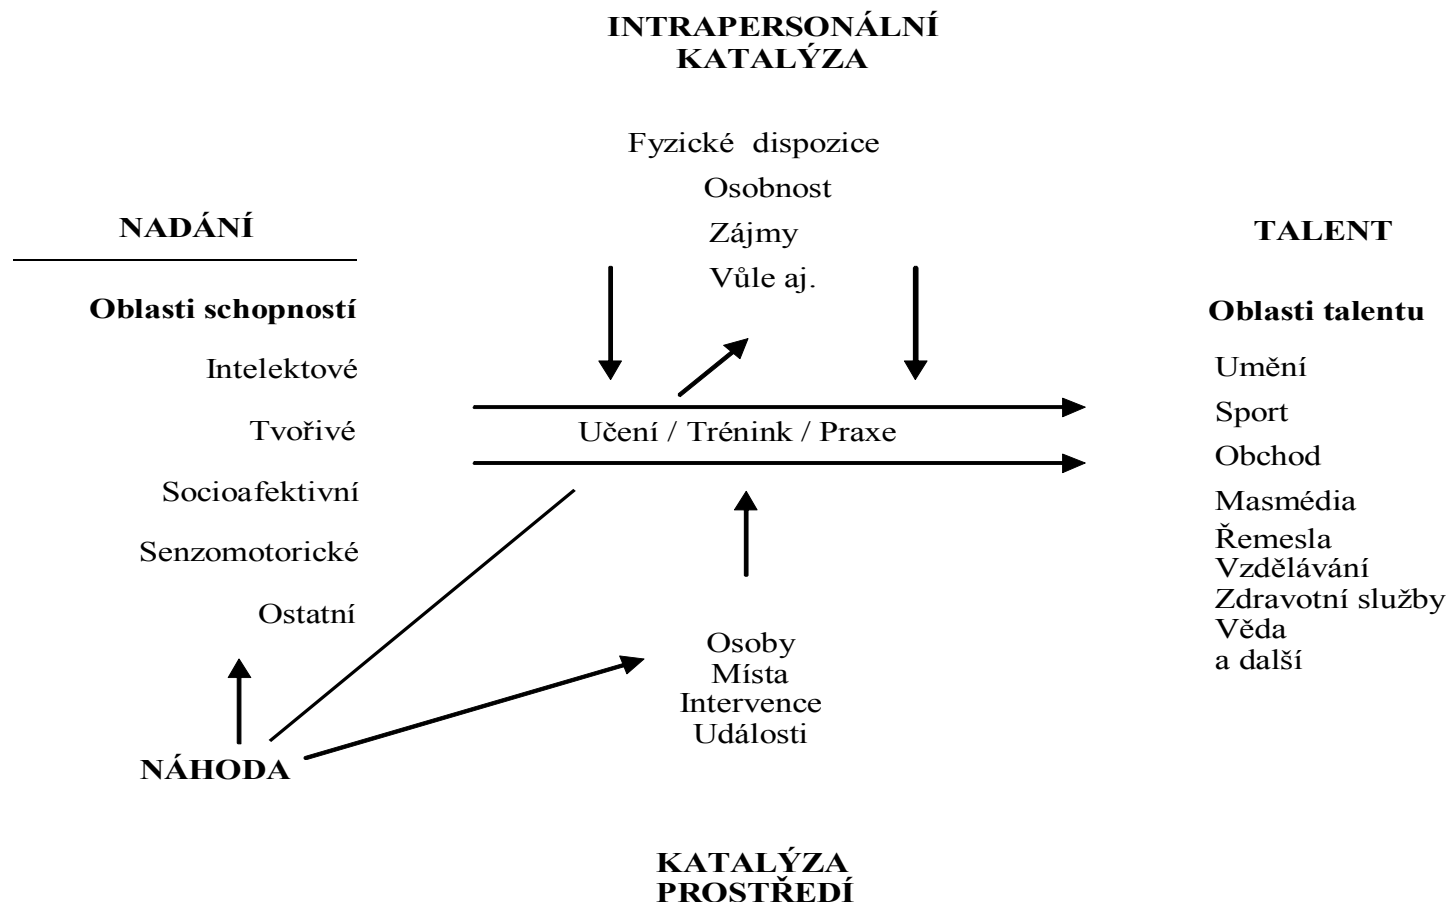 INTRAPERSONÁLNÍ
KATALÝZA
Fyzické dispozice
Osobnost
Zájmy
Vůle aj.
NADÁNÍ
Oblasti schopností
Intelektové
Tvořivé
Socioafektivní
Senzomotorické
Ostatní
NÁHODA
Učení / Trénink / Praxe
Osoby
Místa
Intervence
Události
KATALÝZA
PROSTŘEDÍ
TALENT
Oblasti talentu
Umění
Sport
Obchod
Masmédia
Řemesla
Vzdělávání
Zdravotní služby
Věda
a další